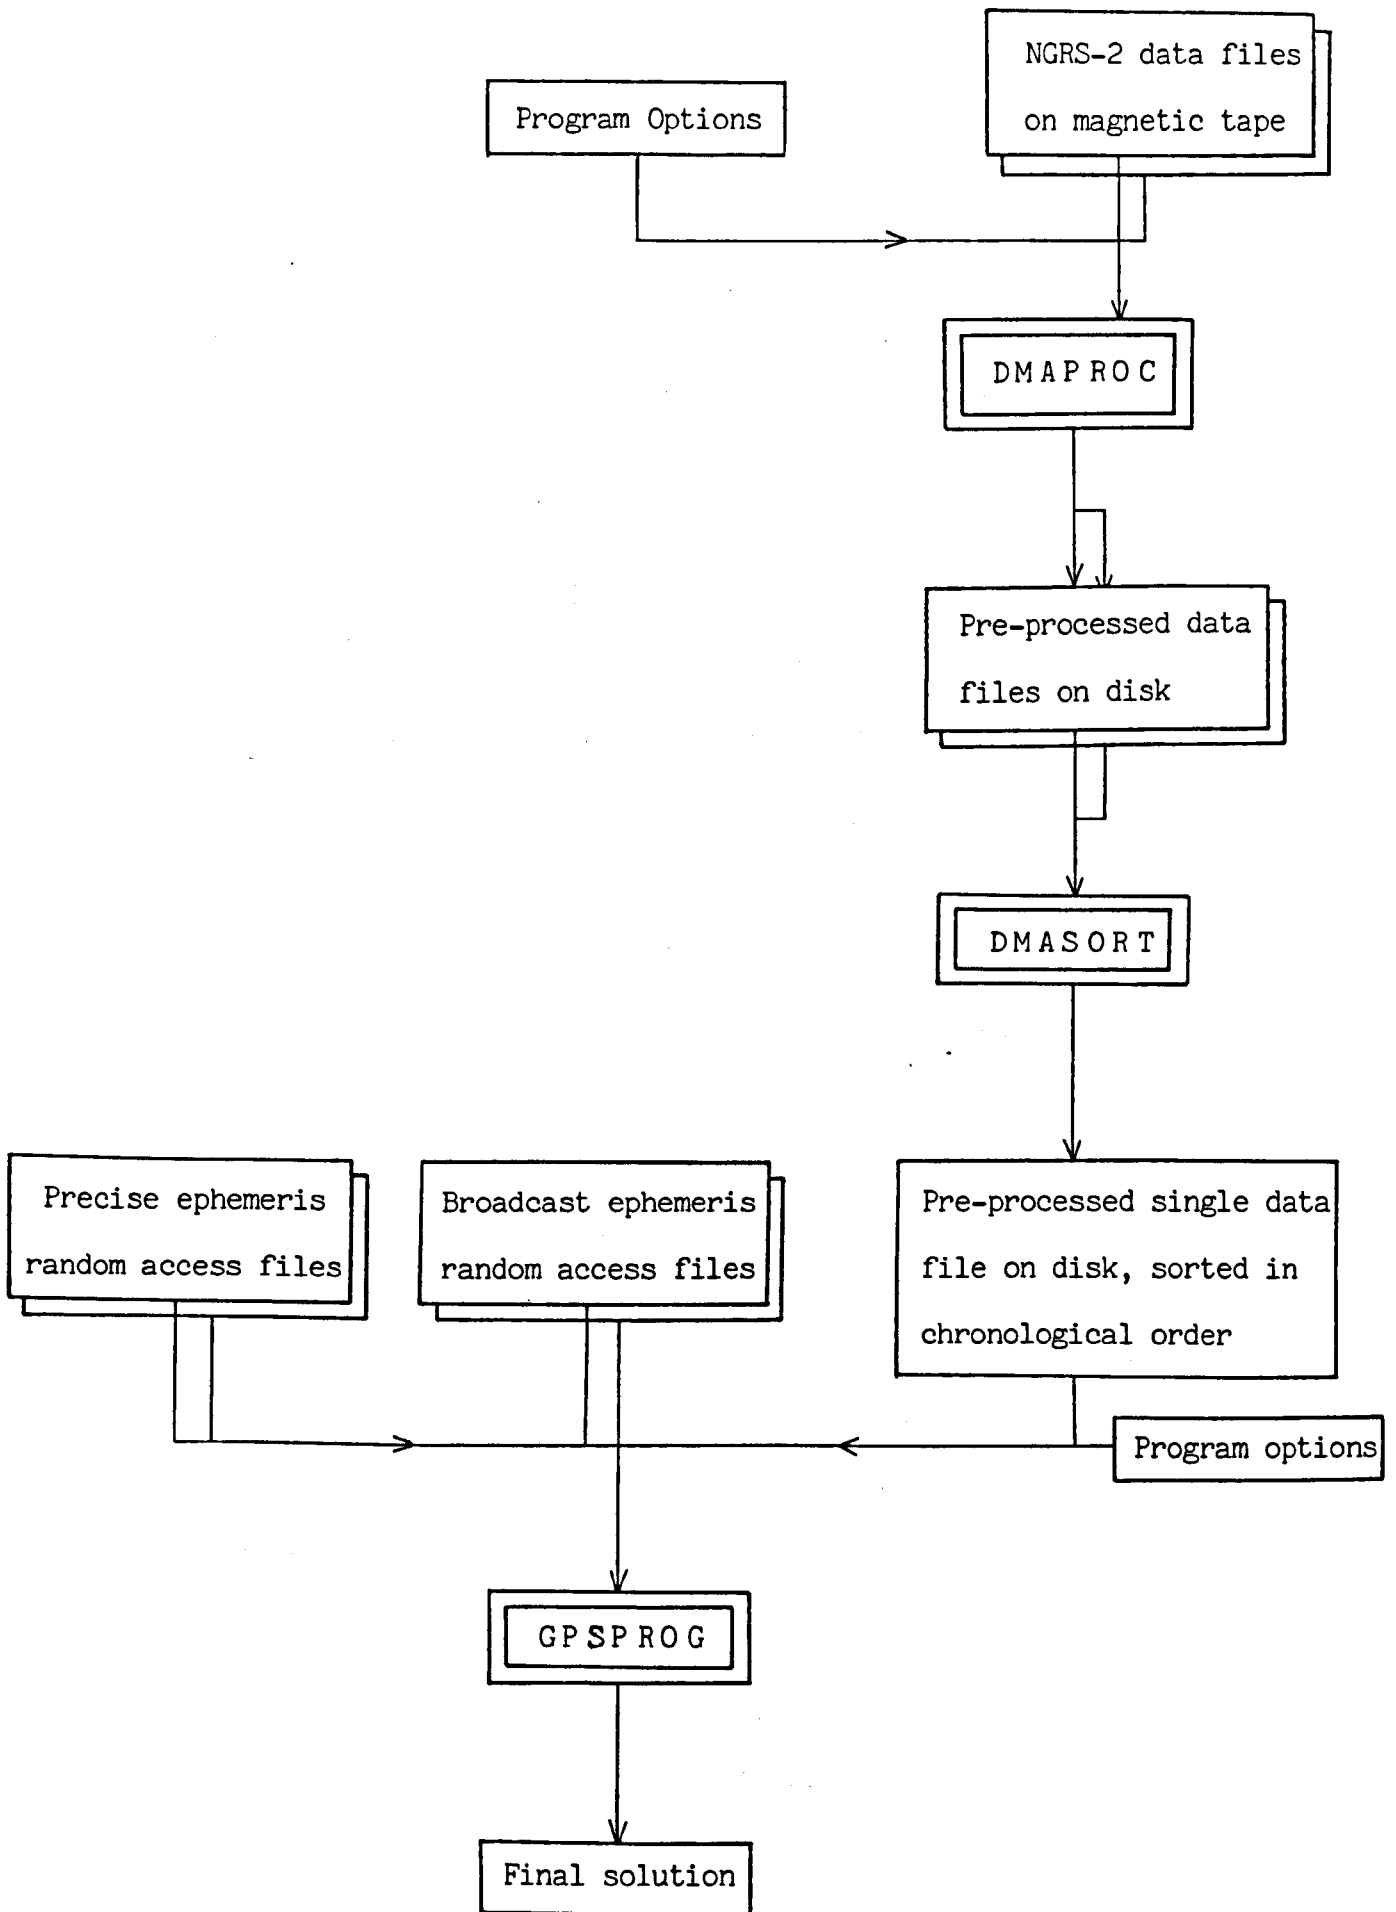 NGRS-2 data files
on magnetic tape
Program Options
DMAPROC
Pre-processed data
files on disk
DMASORT
Precise ephemeris
random access files
Broadcast ephemeris
random access files
Pre-processed single data
file on disk, sorted in
chronological order
Program options
GPSPROG
Final solution